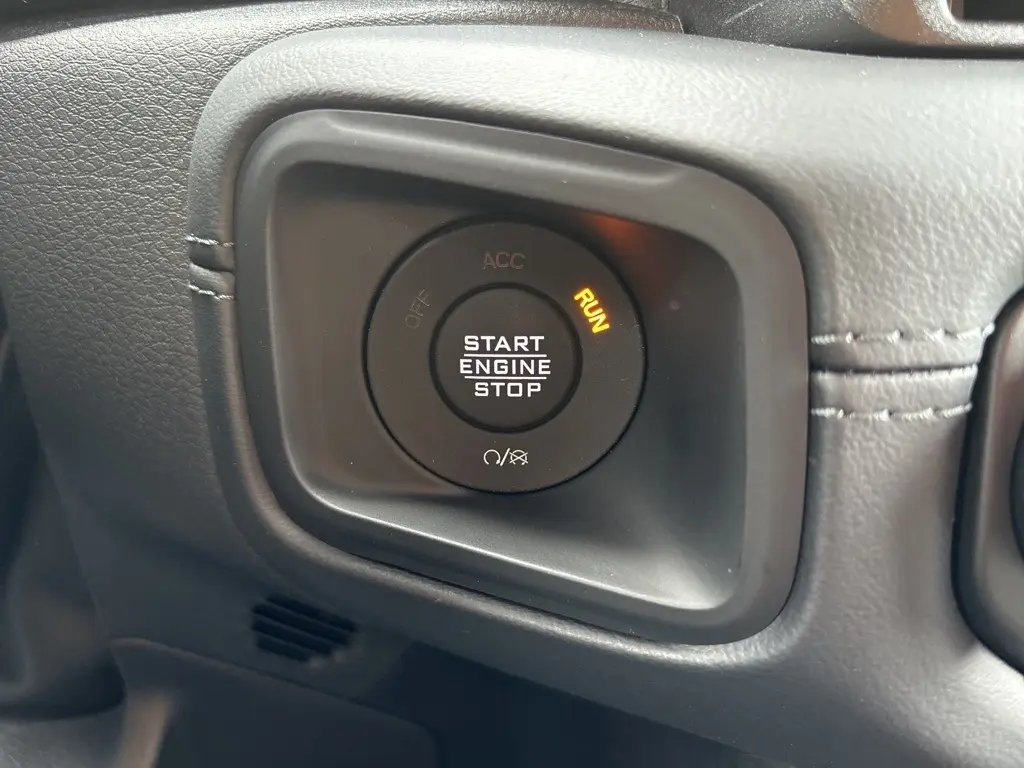 ACC
OFF
RUN
START
ENGINE
STOP